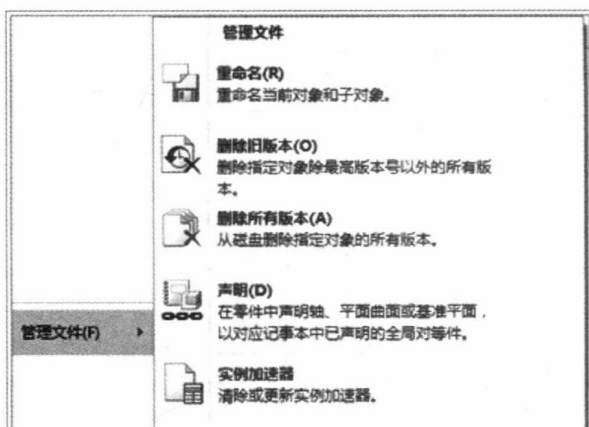 管理文件
重命名(R)
重命名当前对象和子对象。
删除旧版本(O)
删除指定对象除最高版本号以外的所有版
本。
删除所有版本(A)
从磁盘删除指定对象的所有版本。
声明(D)
在零件中声明轴、平面曲面或基准平面，
以对应记事本中已声明的全局对等件。
管理文件(F)
实例加速器
清除或更新实例加速器。